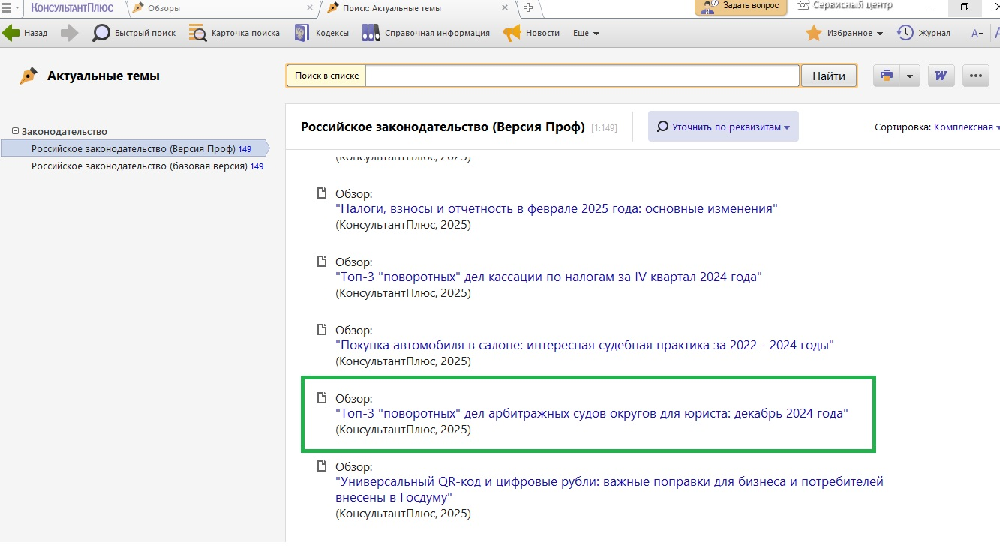 КонсультантПлюс
Обзоры
Поиск: Актуальные темы
Задать вопрос
Сервисный центр
Назад
Быстрый поиск
Карточка поиска
Кодексы
Справочная информация
Новости
Еще
Избранное
Журнал
A−
Актуальные темы
Поиск в списке
Найти
W
Законодательство
Российское законодательство (Версия Проф) 149
Российское законодательство (базовая версия) 149
Российское законодательство (Версия Проф) [1:149]
Уточнить по реквизитам
Сортировка: Комплексная
(КонсультантПлюс, 2025)
Обзор:
"Налоги, взносы и отчетность в феврале 2025 года: основные изменения"
(КонсультантПлюс, 2025)
Обзор:
"Топ-3 "поворотных" дел кассации по налогам за IV квартал 2024 года"
(КонсультантПлюс, 2025)
Обзор:
"Покупка автомобиля в салоне: интересная судебная практика за 2022 - 2024 годы"
(КонсультантПлюс, 2025)
Обзор:
"Топ-3 "поворотных" дел арбитражных судов округов для юриста: декабрь 2024 года"
(КонсультантПлюс, 2025)
Обзор:
"Универсальный QR-код и цифровые рубли: важные поправки для бизнеса и потребителей
внесены в Госдуму"
(КонсультантПлюс, 2025)